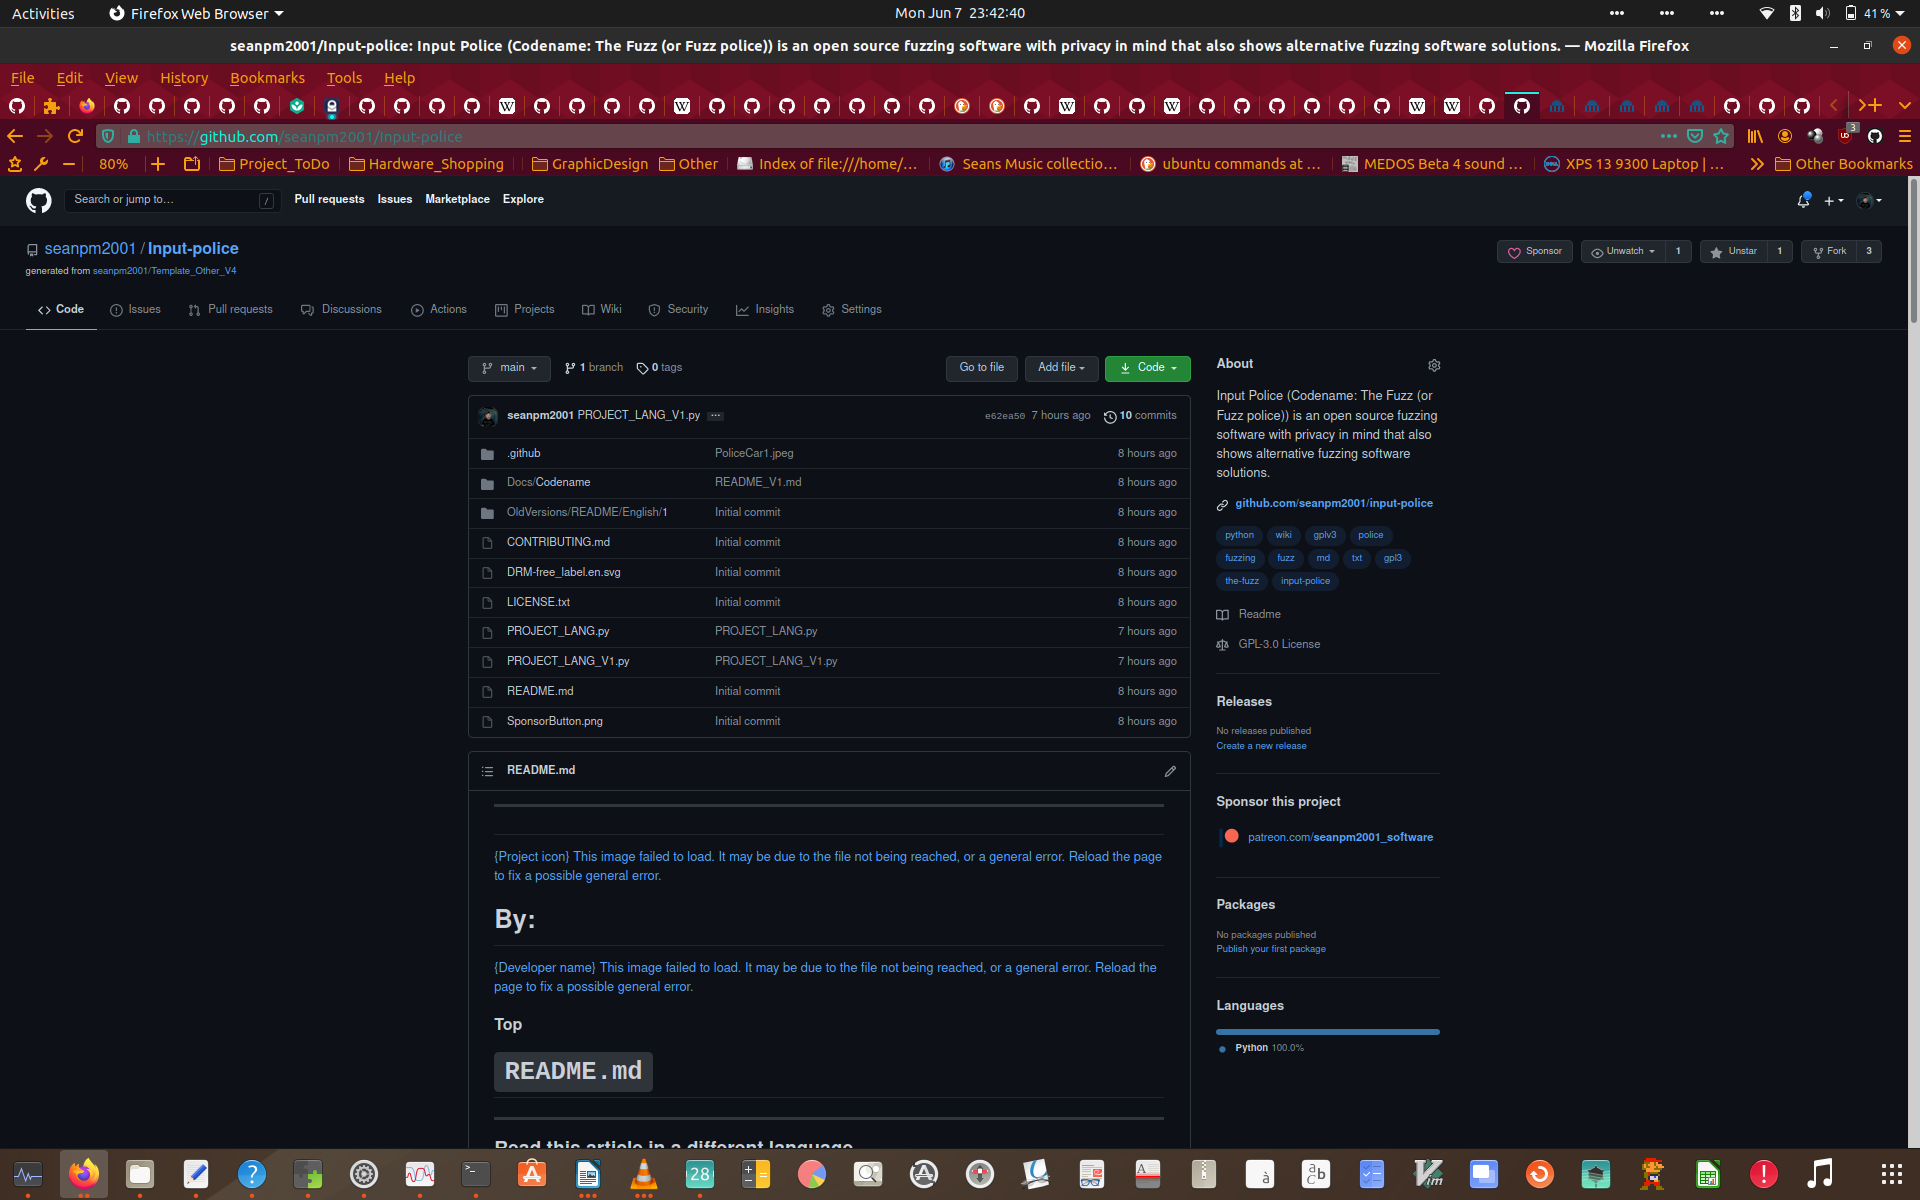 Activities
Firefox Web Browser
Mon Jun 7 23:42:40
41 %
seanpm2001/Input-police: Input Police (Codename: The Fuzz (or Fuzz police)) is an open source fuzzing software with privacy in mind that also shows alternative fuzzing software solutions. — Mozilla Firefox
File Edit View History Bookmarks Tools Help
https://github.com/seanpm2001/Input-police
3
80%
Project_ToDo
Hardware_Shopping
GraphicDesign
Other
Index of file:///home/...
Seans Music collectio...
ubuntu commands at ...
MEDOS Beta 4 sound ...
XPS 13 9300 Laptop | ...
Other Bookmarks
Search or jump to...
/
Pull requests Issues Marketplace Explore
seanpm2001 / Input-police
generated from seanpm2001/Template_Other_V4
Sponsor
Unwatch 1
Unstar 1
Fork 3
Code
Issues
Pull requests
Discussions
Actions
Projects
Wiki
Security
Insights
Settings
main
1 branch
0 tags
Go to file
Add file
Code
seanpm2001 PROJECT_LANG_V1.py
e62ea50 7 hours ago
10 commits
.github PoliceCar1.jpeg 8 hours ago
Docs/Codename README_V1.md 8 hours ago
OldVersions/README/English/1 Initial commit 8 hours ago
CONTRIBUTING.md Initial commit 8 hours ago
DRM-free_label.en.svg Initial commit 8 hours ago
LICENSE.txt Initial commit 8 hours ago
PROJECT_LANG.py PROJECT_LANG.py 7 hours ago
PROJECT_LANG_V1.py PROJECT_LANG_V1.py 7 hours ago
README.md Initial commit 8 hours ago
SponsorButton.png Initial commit 8 hours ago
README.md
{Project icon} This image failed to load. It may be due to the file not being reached, or a general error. Reload the page
to fix a possible general error.
By:
{Developer name} This image failed to load. It may be due to the file not being reached, or a general error. Reload the
page to fix a possible general error.
Top
README.md
Read this article in a different language
About
Input Police (Codename: The Fuzz (or
Fuzz police)) is an open source fuzzing
software with privacy in mind that also
shows alternative fuzzing software
solutions.
github.com/seanpm2001/input-police
python wiki gplv3 police
fuzzing fuzz md txt gpl3
the-fuzz input-police
Readme
GPL-3.0 License
Releases
No releases published
Create a new release
Sponsor this project
patreon.com/seanpm2001_software
Packages
No packages published
Publish your first package
Languages
Python 100.0%
28